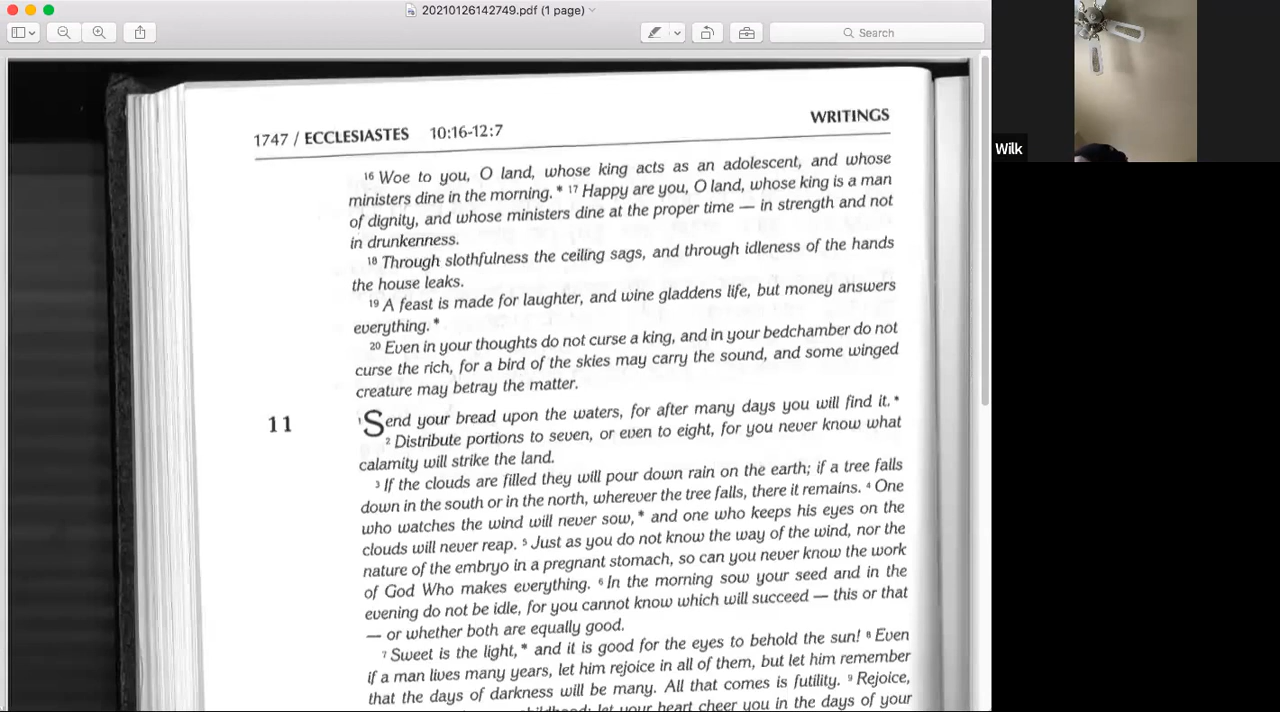 20210126142749.pdf (1 page)
Search
Wilk
1747 / ECCLESIASTES 10:16-12:7 WRITINGS
16 Woe to you, O land, whose king acts as an adolescent, and whose
ministers dine in the morning. * 17 Happy are you, O land, whose king is a man
of dignity, and whose ministers dine at the proper time — in strength and not
in drunkenness.
18 Through slothfulness the ceiling sags, and through idleness of the hands
the house leaks.
19 A feast is made for laughter, and wine gladdens life, but money answers
everything. *
20 Even in your thoughts do not curse a king, and in your bedchamber do not
curse the rich, for a bird of the skies may carry the sound, and some winged
creature may betray the matter.
11 1 Send your bread upon the waters, for after many days you will find it. *
2 Distribute portions to seven, or even to eight, for you never know what
calamity will strike the land.
3 If the clouds are filled they will pour down rain on the earth; if a tree falls
down in the south or in the north, wherever the tree falls, there it remains. 4 One
who watches the wind will never sow, * and one who keeps his eyes on the
clouds will never reap. 5 Just as you do not know the way of the wind, nor the
nature of the embryo in a pregnant stomach, so can you never know the work
of God Who makes everything. 6 In the morning sow your seed and in the
evening do not be idle, for you cannot know which will succeed — this or that
— or whether both are equally good.
7 Sweet is the light, * and it is good for the eyes to behold the sun! 8 Even
if a man lives many years, let him rejoice in all of them, but let him remember
that the days of darkness will be many. All that comes is futility. 9 Rejoice,
childhood; let your heart cheer you in the days of your